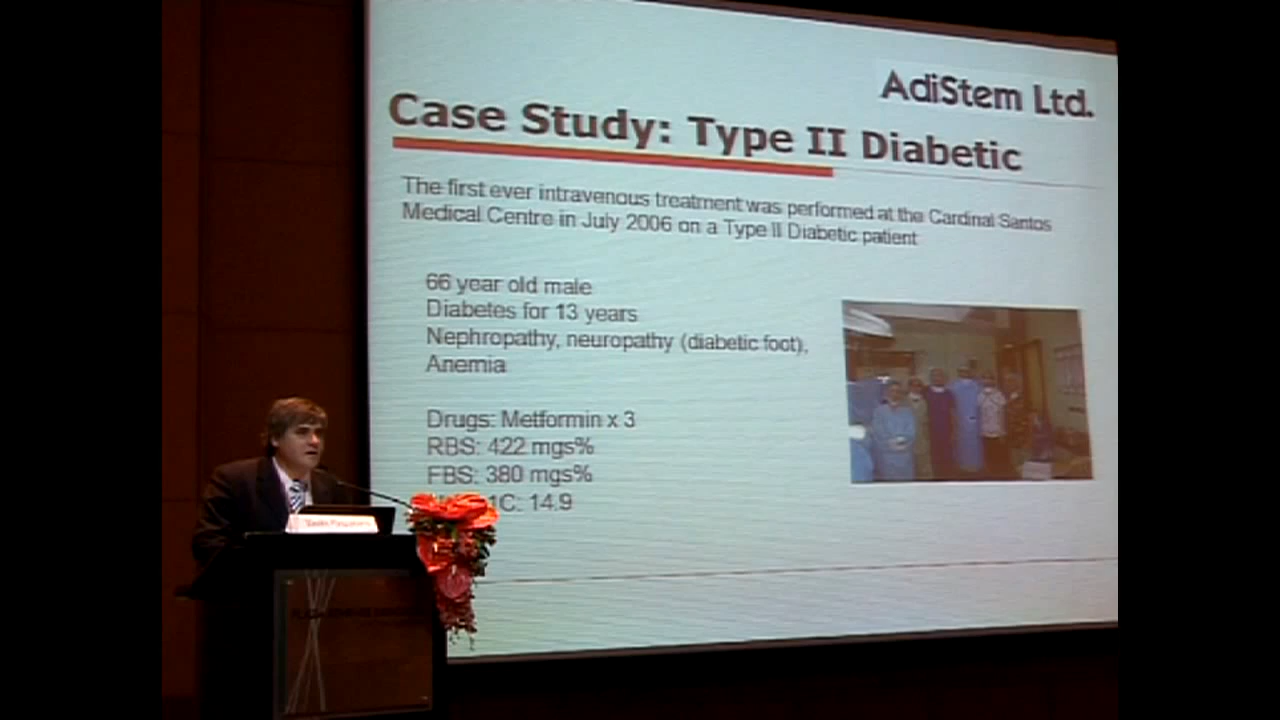 AdiStem Ltd.
Case Study: Type II Diabetic
The first ever intravenous treatment was performed at the Cardinal Santos
Medical Centre in July 2006 on a Type II Diabetic patient
66 year old male
Diabetes for 13 years
Nephropathy, neuropathy (diabetic foot),
Anemia
Drugs: Metformin x 3
RBS: 422 mgs%
FBS: 380 mgs%
1C: 14.9